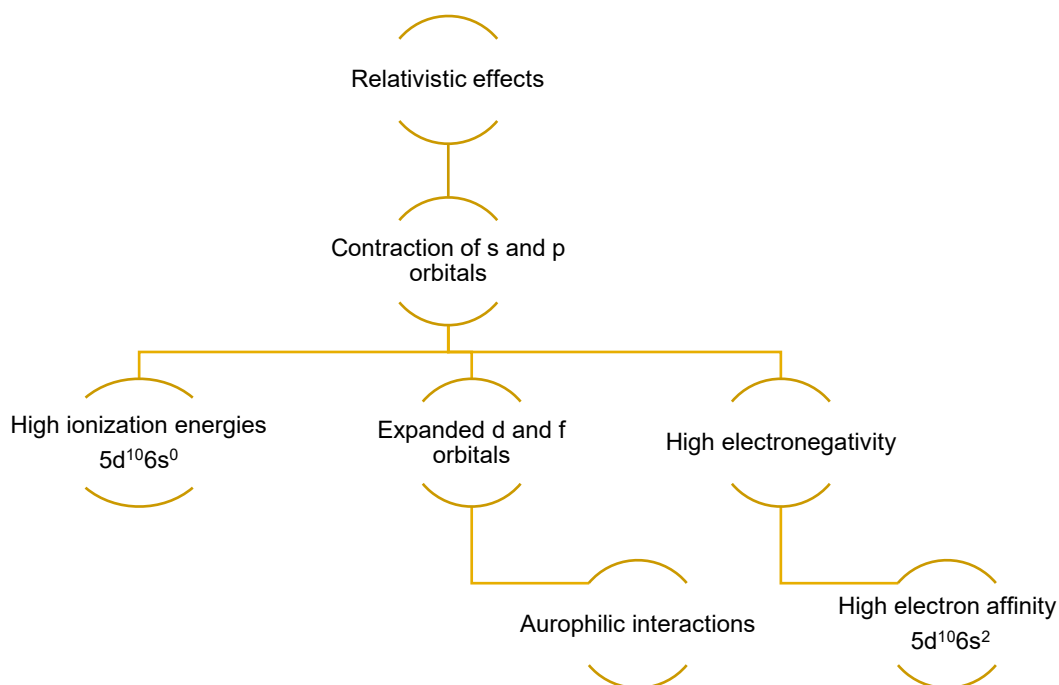 Relativistic effects
Contraction of s and p
orbitals
High ionization energies
5d¹⁰6s⁰
Expanded d and f
orbitals
High electronegativity
Aurophilic interactions
High electron affinity
5d¹⁰6s²